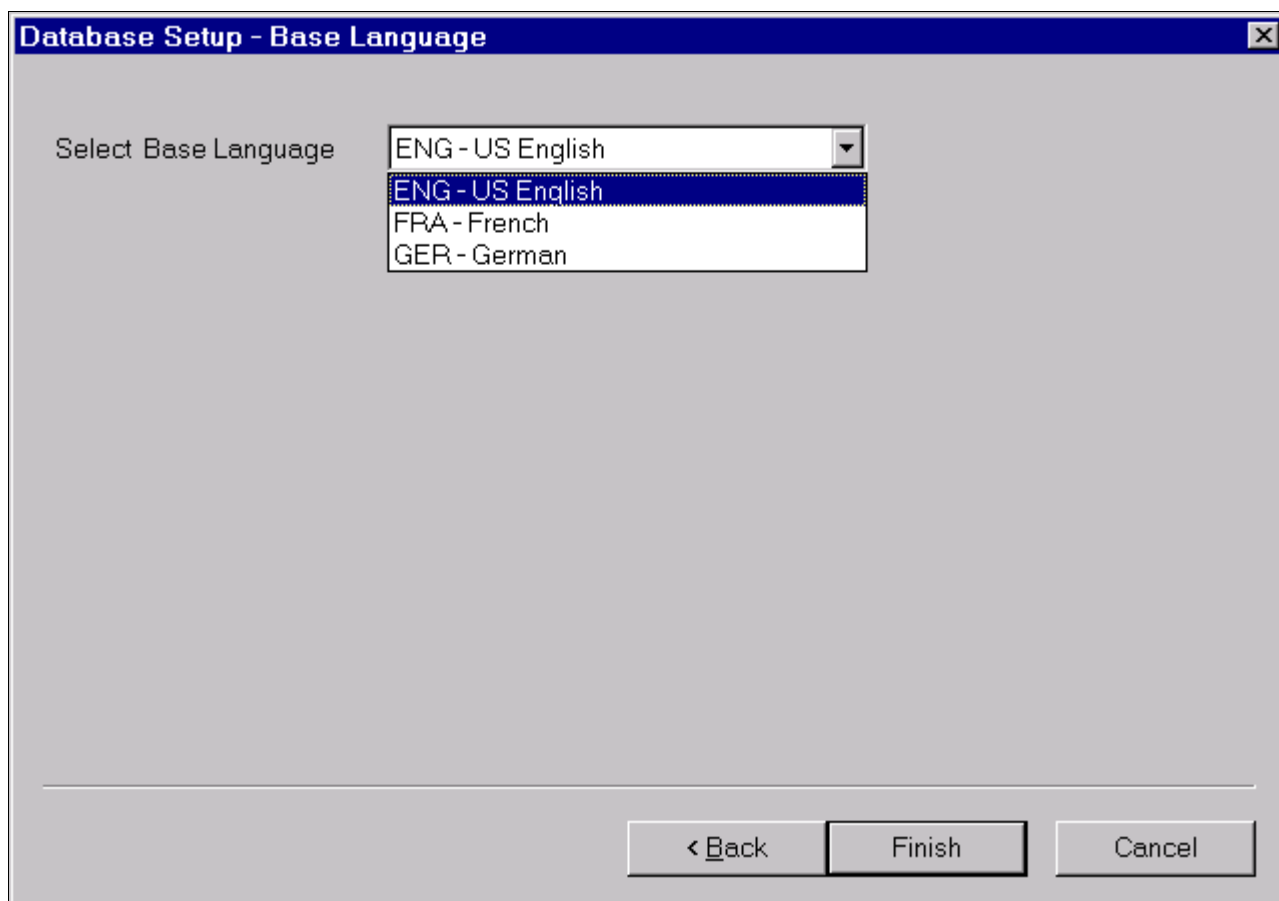 Database Setup - Base Language
Select Base Language
ENG - US English
ENG - US English
FRA - French
GER - German
< Back
Finish
Cancel